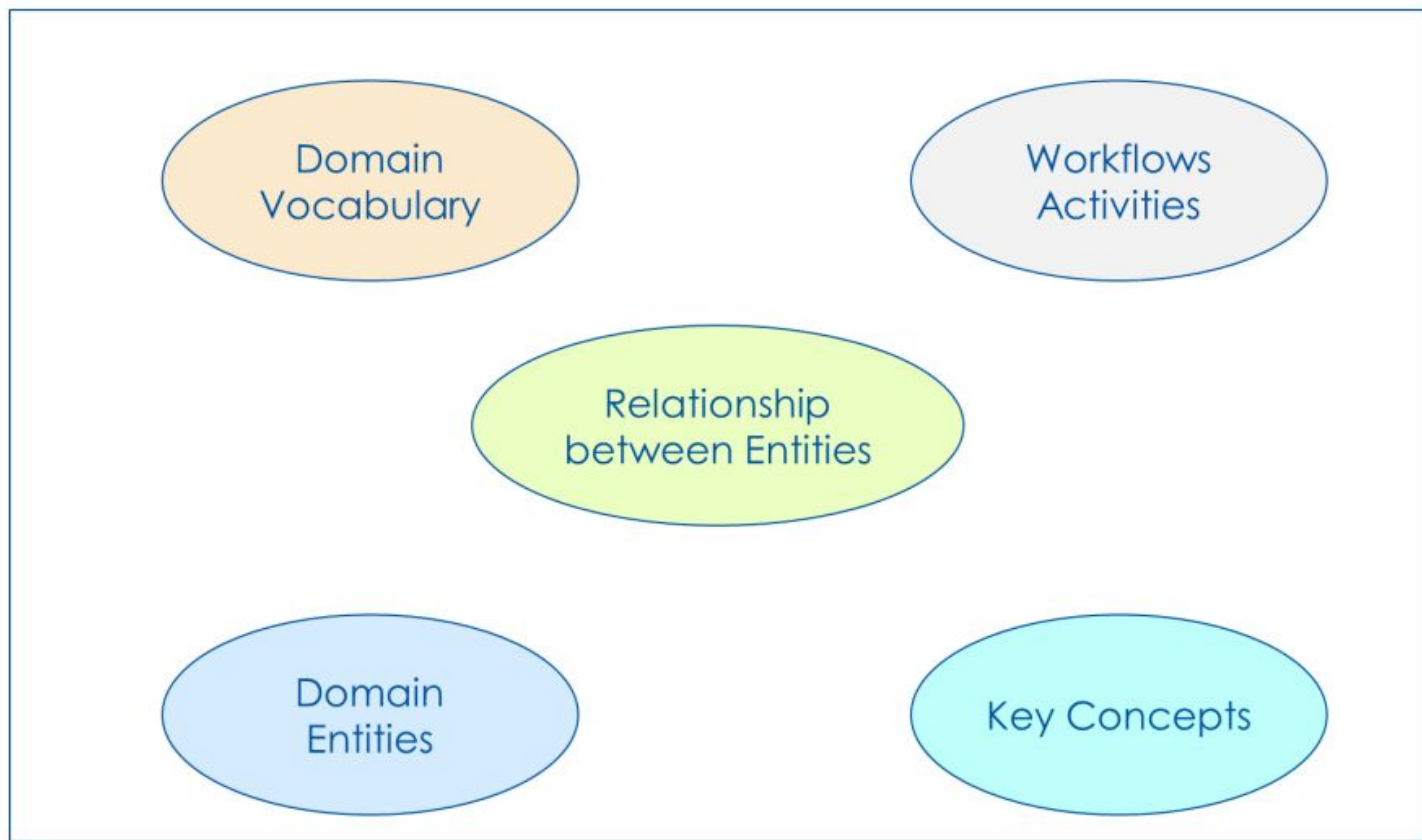 Domain
Vocabulary
Workflows
Activities
Relationship
between Entities
Domain
Entities
Key Concepts